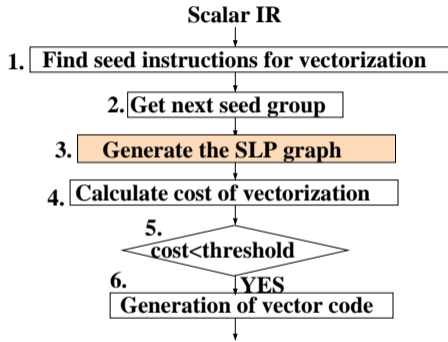 Scalar IR
1. Find seed instructions for vectorization
2. Get next seed group
3. Generate the SLP graph
4. Calculate cost of vectorization
5.
cost<threshold
6. YES
Generation of vector code